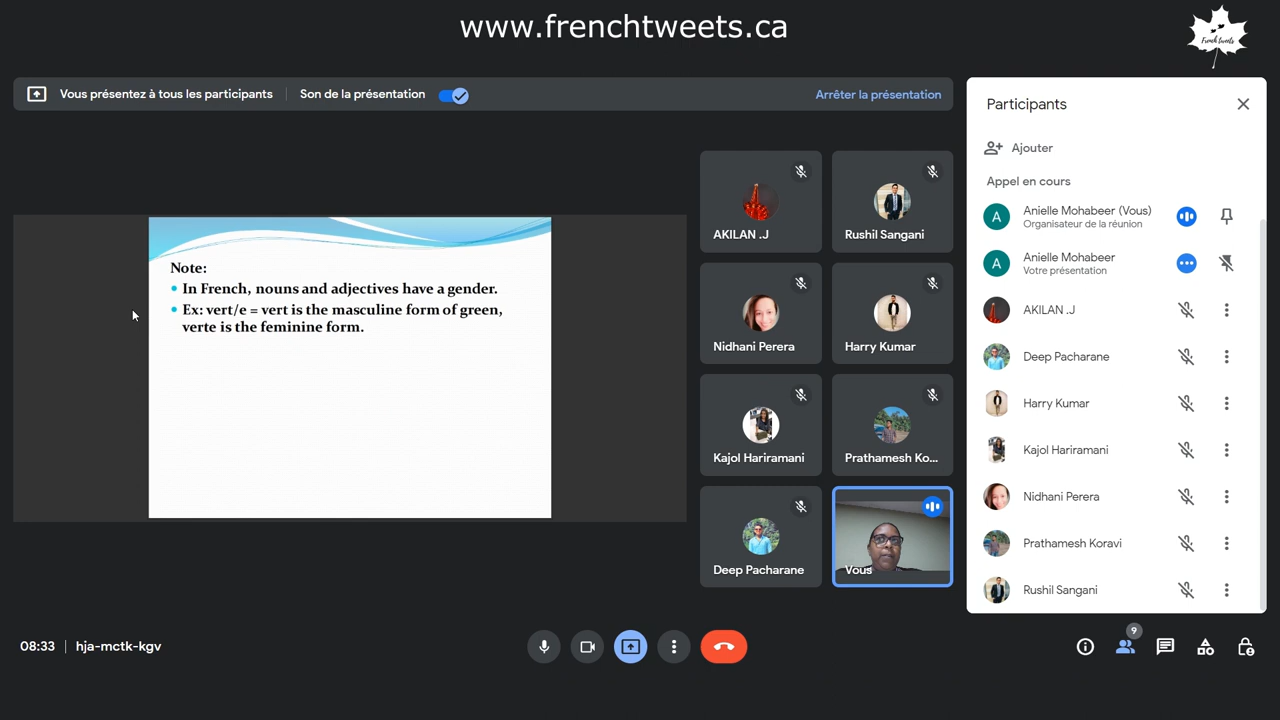 www.frenchtweets.ca
French tweets
Vous présentez à tous les participants
Son de la présentation
Arrêter la présentation
Note:
In French, nouns and adjectives have a gender.
Ex: vert/e = vert is the masculine form of green,
verte is the feminine form.
AKILAN .J
Rushil Sangani
Nidhani Perera
Harry Kumar
Kajol Hariramani
Prathamesh Ko...
Deep Pacharane
Vous
Participants
Ajouter
Appel en cours
A
Anielle Mohabeer (Vous)
Organisateur de la réunion
A
Anielle Mohabeer
Votre présentation
AKILAN .J
Deep Pacharane
Harry Kumar
Kajol Hariramani
Nidhani Perera
Prathamesh Koravi
Rushil Sangani
08:33 | hja-mctk-kgv
9